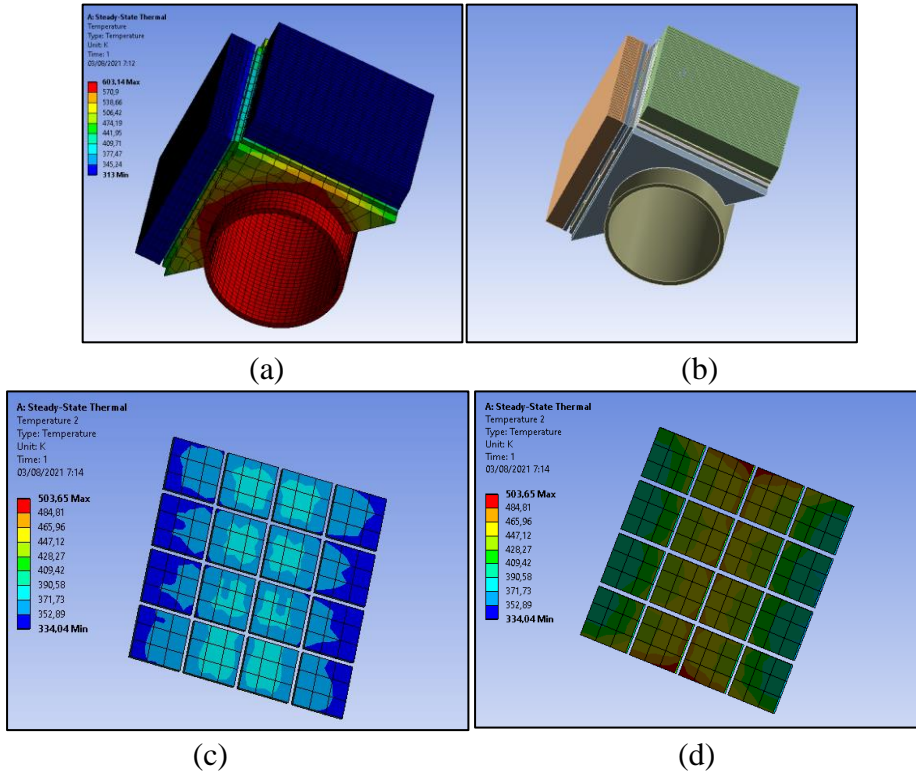 A: Steady-State Thermal
Temperature
Type: Temperature
Unit: K
Time: 1
03/08/2021 7:12
603,14 Max
570,9
538,66
506,42
474,19
441,95
409,71
377,47
345,24
313 Min
(a)
(b)
A: Steady-State Thermal
Temperature 2
Type: Temperature
Unit: K
Time: 1
03/08/2021 7:14
503,65 Max
484,81
465,96
447,12
428,27
409,42
390,58
371,73
352,89
334,04 Min
(c)
A: Steady-State Thermal
Temperature 2
Type: Temperature
Unit: K
Time: 1
03/08/2021 7:14
503,65 Max
484,81
465,96
447,12
428,27
409,42
390,58
371,73
352,89
334,04 Min
(d)